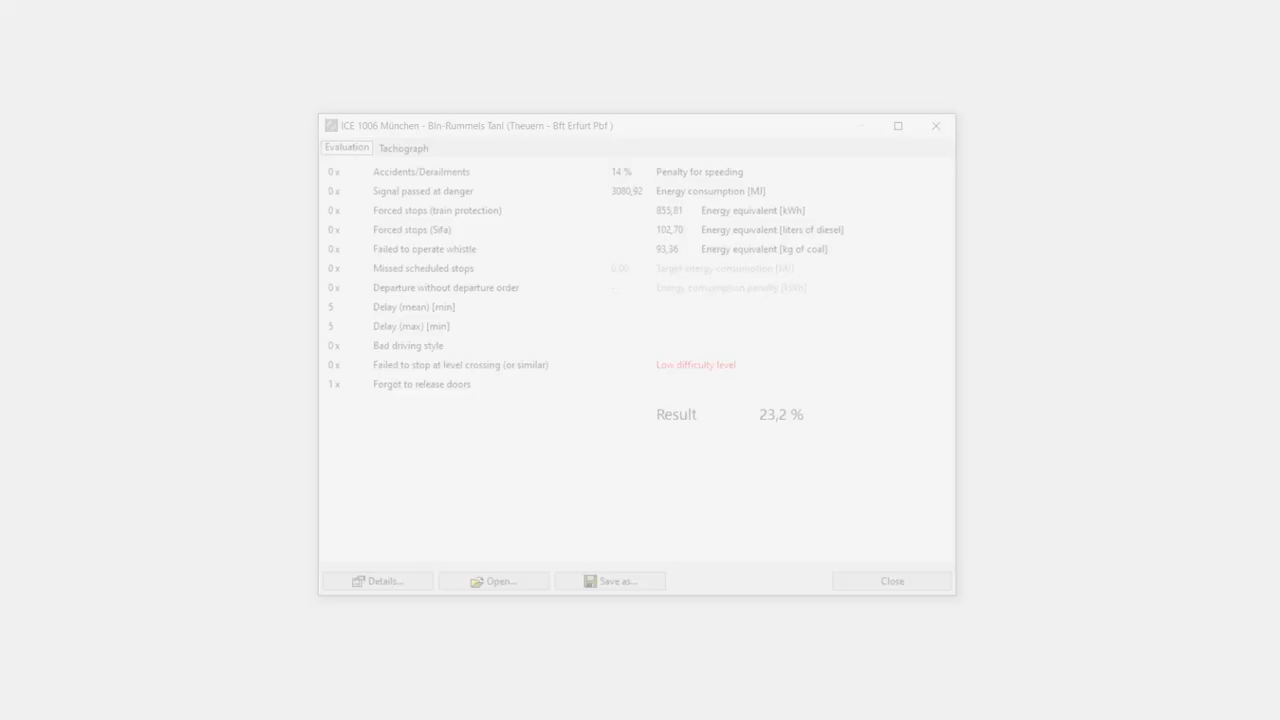 ICE 1006 München - Bln-Rummels Tanl (Theuern - Bft Erfurt Pbf )
Evaluation Tachograph
0 x Accidents/Derailments 14 % Penalty for speeding
0 x Signal passed at danger 3080,92 Energy consumption [MJ]
0 x Forced stops (train protection) 855,81 Energy equivalent [kWh]
0 x Forced stops (Sifa) 102,70 Energy equivalent [liters of diesel]
0 x Failed to operate whistle 93,36 Energy equivalent [kg of coal]
0 x Missed scheduled stops 0,00 Target energy consumption [MJ]
0 x Departure without departure order - Energy consumption penalty [kWh]
5 Delay (mean) [min]
5 Delay (max) [min]
0 x Bad driving style
0 x Failed to stop at level crossing (or similar) Low difficulty level
1 x Forgot to release doors
Result 23,2 %
Details... Open... Save as... Close